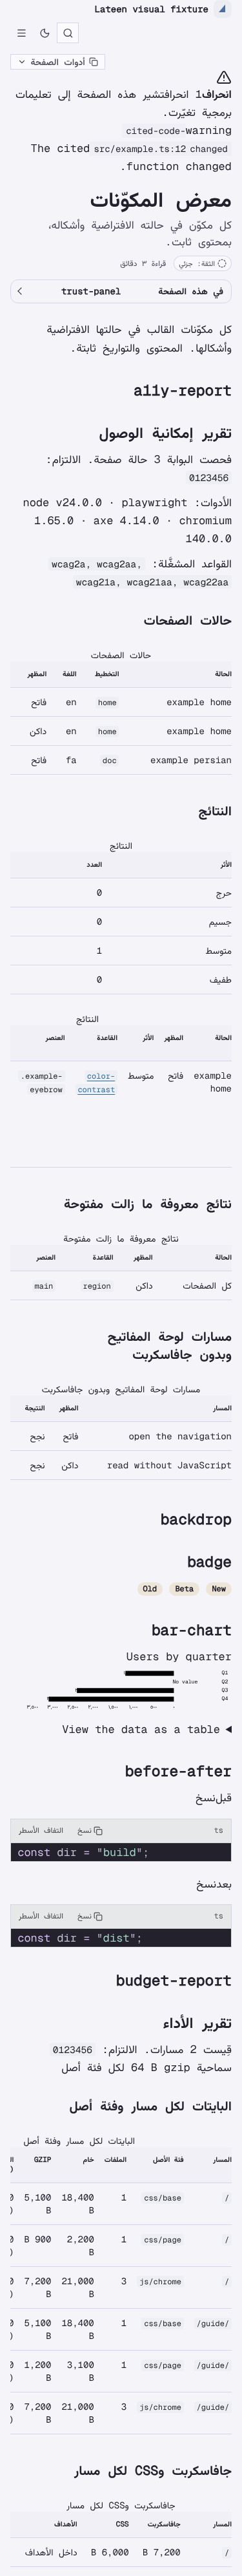 Lateen visual fixture
أدوات الصفحة
انحراف1 انحرافتشير هذه الصفحة إلى تعليمات
برمجية تغيّرت.
cited-code-warning
The cited src/example.ts:12 changed
function changed.
معرض المكوّنات
كل مكوّن في حالته الافتراضية وأشكاله،
بمحتوى ثابت.
الثقة: جزئي
قراءة ٣ دقائق
في هذه الصفحة
trust-panel
كل مكوّنات القالب في حالتها الافتراضية
وأشكالها. المحتوى والتواريخ ثابتة.
a11y-report
تقرير إمكانية الوصول
فحصت البوابة 3 حالة صفحة. الالتزام:
0123456
الأدوات: node v24.0.0 · playwright
1.65.0 · axe 4.14.0 · chromium
140.0.0
القواعد المشغَّلة: wcag2a, wcag2aa,
wcag21a, wcag21aa, wcag22aa
حالات الصفحات
حالات الصفحات
الحالة التخطيط اللغة المظهر
example home home en فاتح
example home home en داكن
example persian doc fa فاتح
النتائج
النتائج
الأثر العدد
حرج 0
جسيم 0
متوسط 1
طفيف 0
النتائج
الحالة المظهر الأثر القاعدة العنصر
example home فاتح متوسط color-contrast .example-eyebrow
نتائج معروفة ما زالت مفتوحة
نتائج معروفة ما زالت مفتوحة
الحالة المظهر القاعدة العنصر
كل الصفحات داكن region main
مسارات لوحة المفاتيح
وبدون جافاسكربت
مسارات لوحة المفاتيح وبدون جافاسكربت
المسار المظهر النتيجة
open the navigation فاتح نجح
read without JavaScript داكن نجح
backdrop
badge
New Beta Old
bar-chart
Users by quarter
Q1
No value Q2
Q3
Q4
View the data as a table
before-after
قبلنسخ
ts نسخ التفاف الأسطر
const dir = "build";
بعدنسخ
ts نسخ التفاف الأسطر
const dir = "dist";
budget-report
تقرير الأداء
قِيست 2 مسارات. الالتزام: 0123456
سماحية 64 B gzip لكل فئة أصل
البايتات لكل مسار وفئة أصل
البايتات لكل مسار وفئة أصل
المسار فئة الأصل الملفات خام GZIP
/ css/base 1 18,400 B 5,100 B
/ css/page 1 2,200 B 900 B
/ js/chrome 3 21,000 B 7,200 B
/guide/ css/base 1 18,400 B 5,100 B
/guide/ css/page 1 3,100 B 1,200 B
/guide/ js/chrome 3 21,000 B 7,200 B
جافاسكربت وCSS لكل مسار
جافاسكربت وCSS لكل مسار
المسار جافاسكربت CSS الأهداف
/ 7,200 B 6,000 B داخل الأهداف